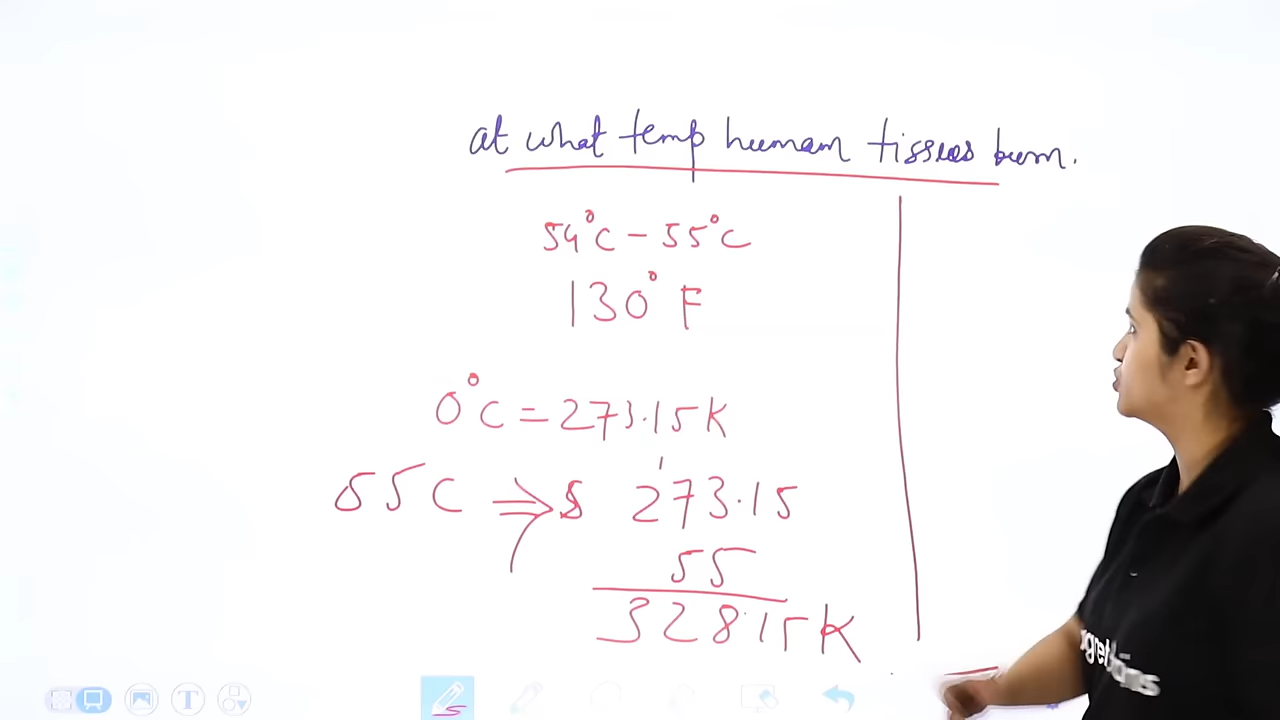 at what temp human tissues burn.
54°C - 55°C
130° F
0°C = 273.15K
55C ⇒ 273.15
55
328.15K
T